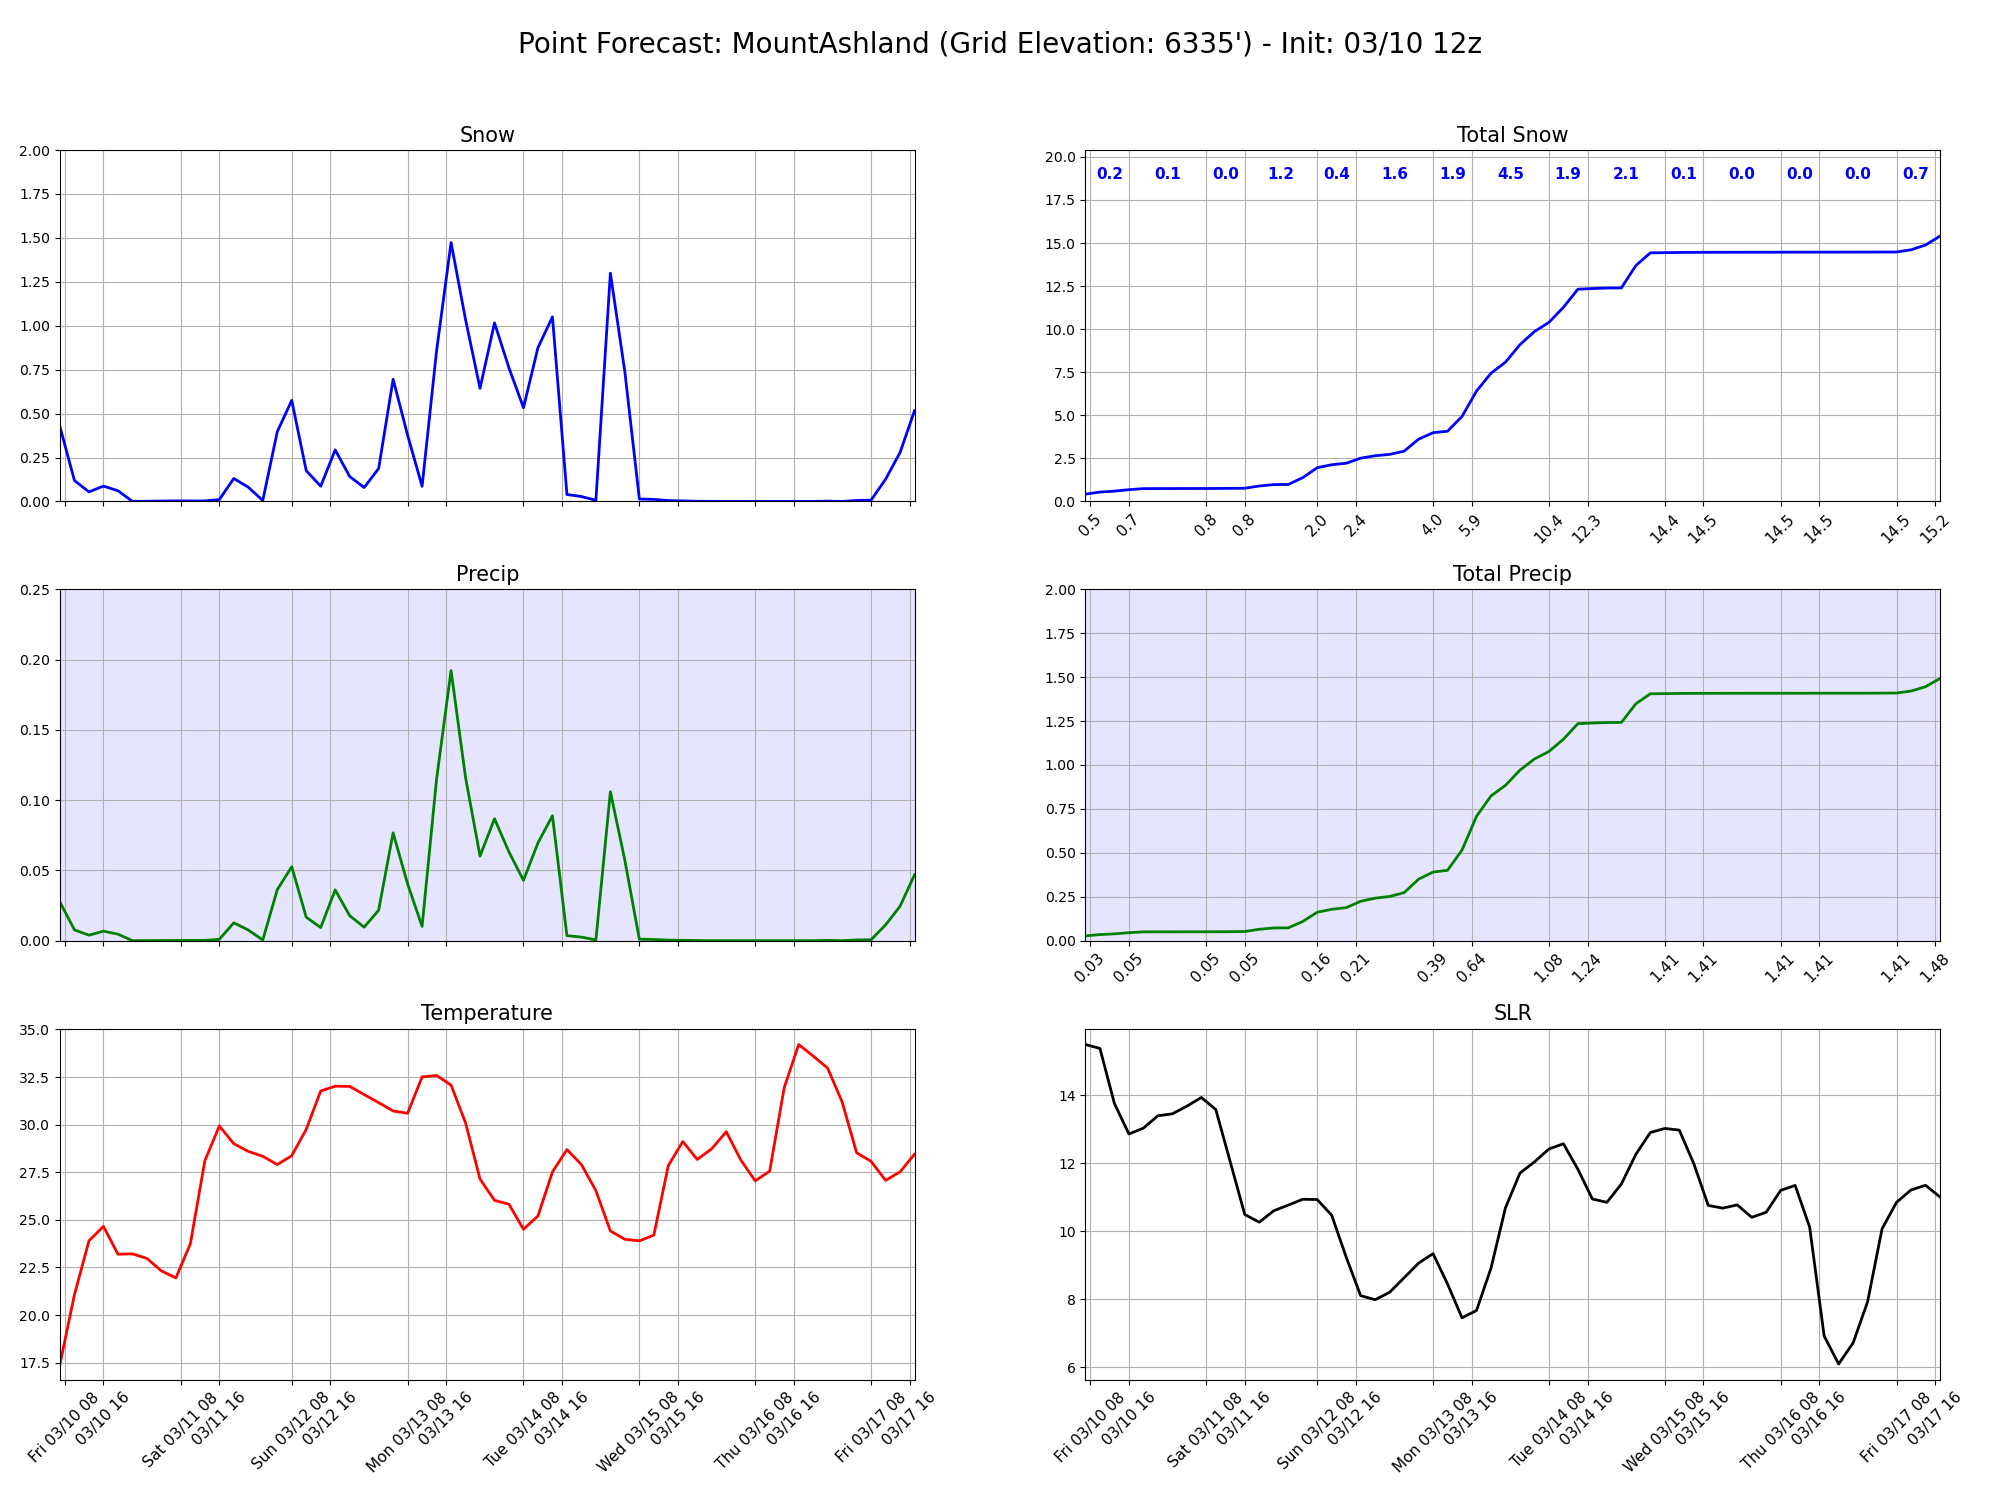 Point Forecast: MountAshland (Grid Elevation: 6335') - Init: 03/10 12z
Snow
2.00
1.75
1.50
1.25
1.00
0.75
0.50
0.25
0.00
Total Snow
20.0
17.5
15.0
12.5
10.0
7.5
5.0
2.5
0.0
0.2 0.1 0.0 1.2 0.4 1.6 1.9 4.5 1.9 2.1 0.1 0.0 0.0 0.0 0.7
0.5 0.7 0.8 0.8 2.0 2.4 4.0 5.9 10.4 12.3 14.4 14.5 14.5 14.5 14.5 15.2
Precip
0.25
0.20
0.15
0.10
0.05
0.00
Total Precip
2.00
1.75
1.50
1.25
1.00
0.75
0.50
0.25
0.00
0.03 0.05 0.05 0.05 0.16 0.21 0.39 0.64 1.08 1.24 1.41 1.41 1.41 1.41 1.41 1.48
Temperature
35.0
32.5
30.0
27.5
25.0
22.5
20.0
17.5
Fri 03/10 08
03/10 16
Sat 03/11 08
03/11 16
Sun 03/12 08
03/12 16
Mon 03/13 08
03/13 16
Tue 03/14 08
03/14 16
Wed 03/15 08
03/15 16
Thu 03/16 08
03/16 16
Fri 03/17 08
03/17 16
SLR
14
12
10
8
6
Fri 03/10 08
03/10 16
Sat 03/11 08
03/11 16
Sun 03/12 08
03/12 16
Mon 03/13 08
03/13 16
Tue 03/14 08
03/14 16
Wed 03/15 08
03/15 16
Thu 03/16 08
03/16 16
Fri 03/17 08
03/17 16